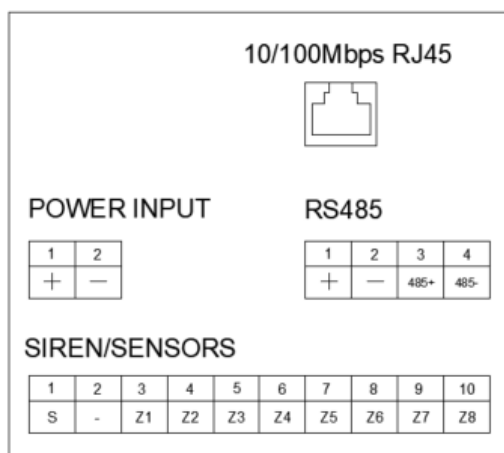 10/100Mbps RJ45
POWER INPUT RS485
1 2 1 2 3 4
+ — + — 485+ 485-
SIREN/SENSORS
1 2 3 4 5 6 7 8 9 10
S - Z1 Z2 Z3 Z4 Z5 Z6 Z7 Z8